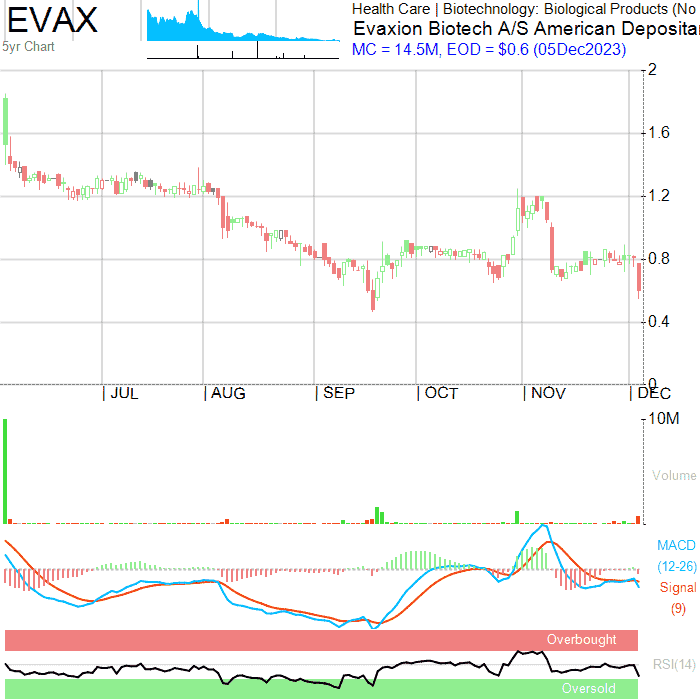 EVAX
5yr Chart
Health Care | Biotechnology: Biological Products (No
Evaxion Biotech A/S American Depositar
MC = 14.5M, EOD = $0.6 (05Dec2023)
2
1.6
1.2
0.8
0.4
0
| JUL | AUG | SEP | OCT | NOV | DEC
10M
Volume
MACD
(12-26)
Signal
(9)
Overbought
RSI(14)
Oversold